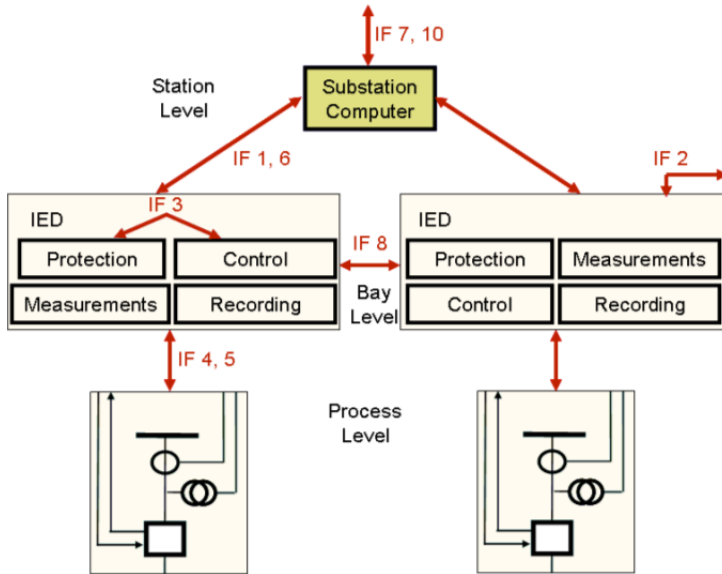 IF 7, 10
Station
Level
Substation
Computer
IF 1, 6
IF 2
IED
IF 3
Protection
Control
Measurements
Recording
IF 8
Bay
Level
IED
Protection
Measurements
Control
Recording
IF 4, 5
Process
Level